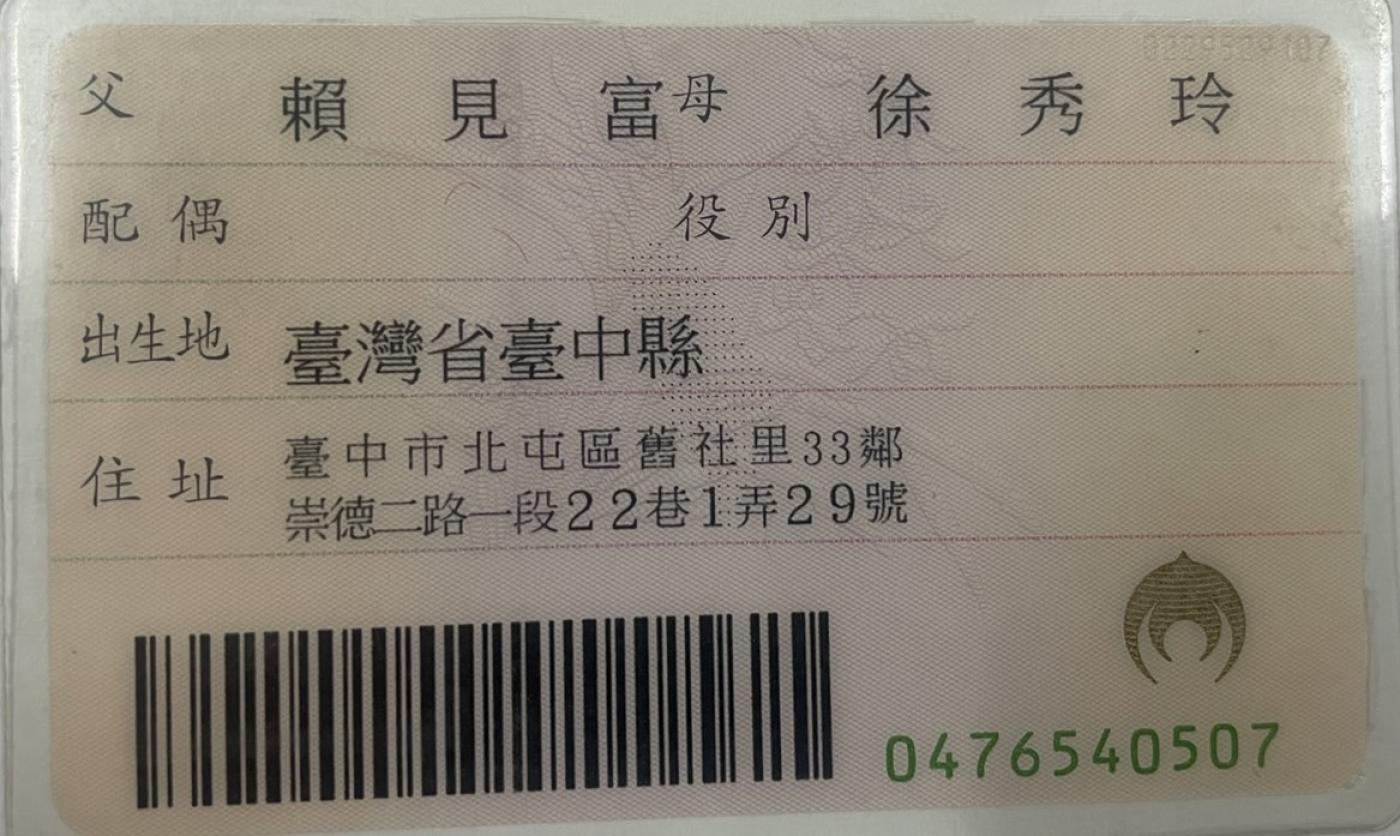 父 賴見富 母 徐秀玲
配偶 役別
出生地 臺灣省臺中縣
住址 臺中市北屯區舊社里33鄰
崇德二路一段22巷1弄29號
0476540507